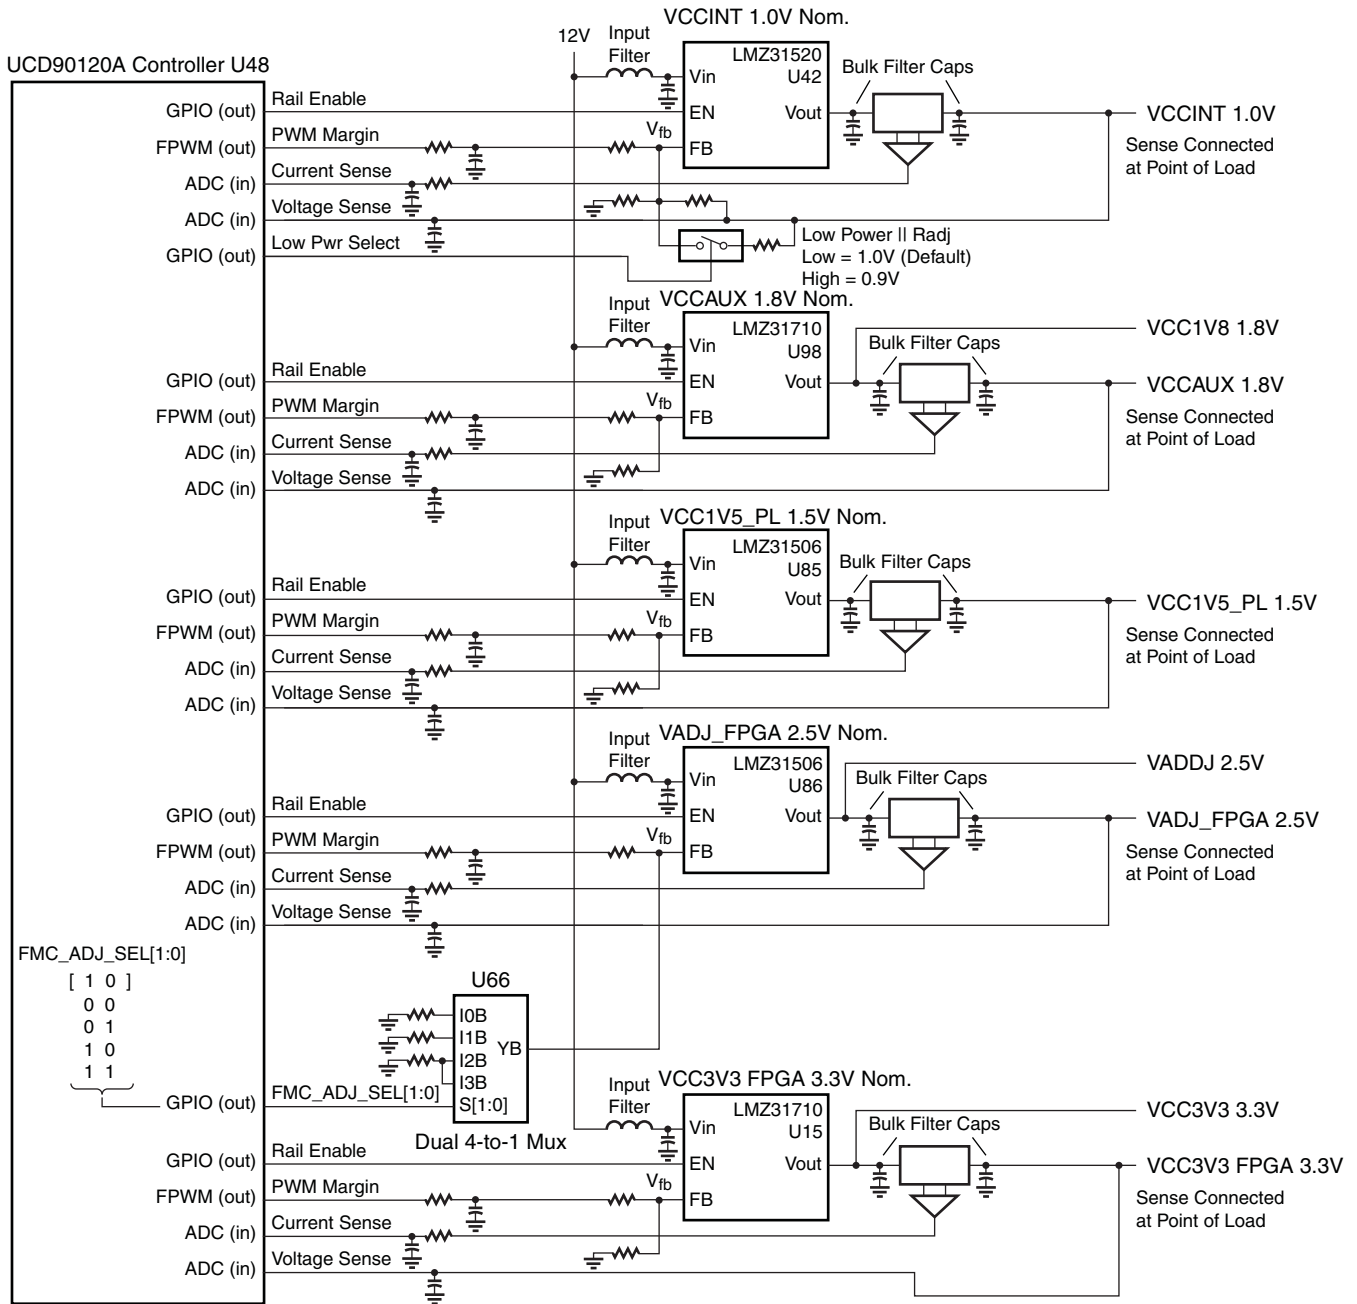 VCCINT 1.0V Nom.
12V
Input
Filter
UCD90120A Controller U48
LMZ31520
U42
Vin
EN
Vout
FB
Bulk Filter Caps
GPIO (out)
Rail Enable
FPWM (out)
PWM Margin
Vfb
ADC (in)
Current Sense
ADC (in)
Voltage Sense
GPIO (out)
Low Pwr Select
VCCINT 1.0V
Sense Connected
at Point of Load
Low Power || Radj
Low = 1.0V (Default)
High = 0.9V
VCCAUX 1.8V Nom.
Input
Filter
LMZ31710
U98
Vin
EN
Vout
FB
Bulk Filter Caps
VCC1V8 1.8V
VCCAUX 1.8V
Sense Connected
at Point of Load
GPIO (out)
Rail Enable
FPWM (out)
PWM Margin
Vfb
ADC (in)
Current Sense
ADC (in)
Voltage Sense
VCC1V5_PL 1.5V Nom.
Input
Filter
LMZ31506
U85
Vin
EN
Vout
FB
Bulk Filter Caps
VCC1V5_PL 1.5V
Sense Connected
at Point of Load
GPIO (out)
Rail Enable
FPWM (out)
PWM Margin
Vfb
ADC (in)
Current Sense
ADC (in)
Voltage Sense
VADJ_FPGA 2.5V Nom.
Input
Filter
LMZ31506
U86
Vin
EN
Vout
FB
Bulk Filter Caps
VADDJ 2.5V
VADJ_FPGA 2.5V
Sense Connected
at Point of Load
GPIO (out)
Rail Enable
FPWM (out)
PWM Margin
Vfb
ADC (in)
Current Sense
ADC (in)
Voltage Sense
FMC_ADJ_SEL[1:0]
[ 1 0 ]
0 0
0 1
1 0
1 1
GPIO (out)
FMC_ADJ_SEL[1:0]
U66
I0B
I1B
I2B
I3B
S[1:0]
YB
Dual 4-to-1 Mux
VCC3V3 FPGA 3.3V Nom.
Input
Filter
LMZ31710
U15
Vin
EN
Vout
FB
Bulk Filter Caps
VCC3V3 3.3V
VCC3V3 FPGA 3.3V
Sense Connected
at Point of Load
GPIO (out)
Rail Enable
FPWM (out)
PWM Margin
Vfb
ADC (in)
Current Sense
ADC (in)
Voltage Sense